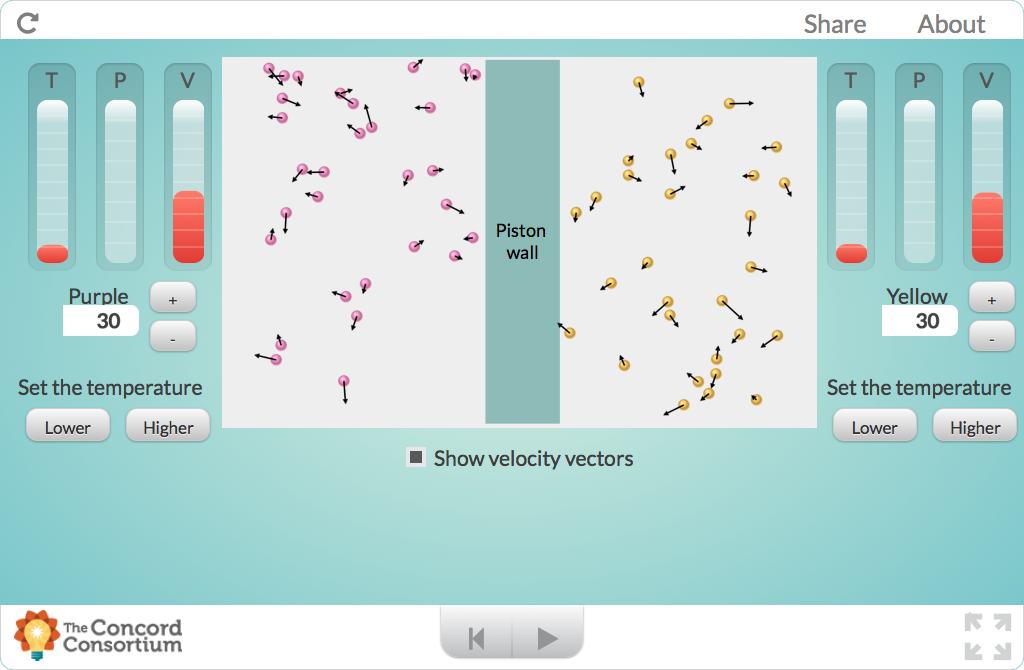 Share About
T P V
T P V
Piston
wall
Purple
+
30
-
Yellow
+
30
-
Set the temperature
Lower Higher
Set the temperature
Lower Higher
Show velocity vectors
The Concord
Consortium